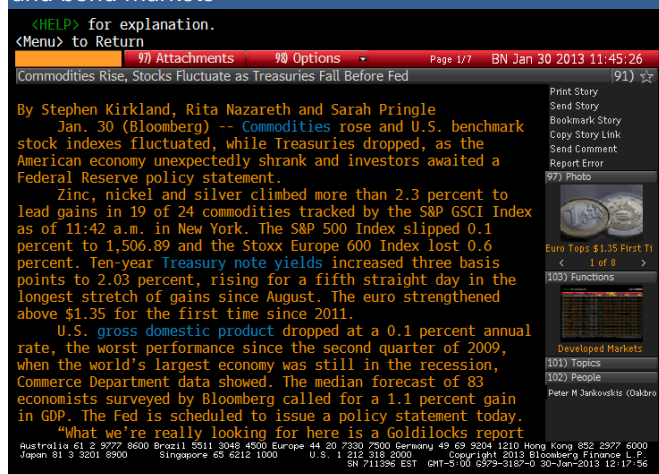 and bond markets
<HELP> for explanation.
<Menu> to Return
97) Attachments 98) Options Page 1/7 BN Jan 30 2013 11:45:26
Commodities Rise, Stocks Fluctuate as Treasuries Fall Before Fed 91)
Print Story
Send Story
Bookmark Story
Copy Story Link
Send Comment
Report Error
97) Photo
Euro Tops $1.35 First Ti
< 1 of 8 >
103) Functions
Developed Markets
101) Topics
102) People
Peter M Jankovskis (Oakbro
By Stephen Kirkland, Rita Nazareth and Sarah Pringle
Jan. 30 (Bloomberg) -- Commodities rose and U.S. benchmark
stock indexes fluctuated, while Treasuries dropped, as the
American economy unexpectedly shrank and investors awaited a
Federal Reserve policy statement.
Zinc, nickel and silver climbed more than 2.3 percent to
lead gains in 19 of 24 commodities tracked by the S&P GSCI Index
as of 11:42 a.m. in New York. The S&P 500 Index slipped 0.1
percent to 1,506.89 and the Stoxx Europe 600 Index lost 0.6
percent. Ten-year Treasury note yields increased three basis
points to 2.03 percent, rising for a fifth straight day in the
longest stretch of gains since August. The euro strengthened
above $1.35 for the first time since 2011.
U.S. gross domestic product dropped at a 0.1 percent annual
rate, the worst performance since the second quarter of 2009,
when the world's largest economy was still in the recession,
Commerce Department data showed. The median forecast of 83
economists surveyed by Bloomberg called for a 1.1 percent gain
in GDP. The Fed is scheduled to issue a policy statement today.
"What we're really looking for here is a Goldilocks report
Australia 61 2 9777 8600 Brazil 5511 3048 4500 Europe 44 20 7330 7500 Germany 49 69 9204 1210 Hong Kong 852 2977 6000
Japan 81 3 3201 8900 Singapore 65 6212 1000 U.S. 1 212 318 2000 Copyright 2013 Bloomberg Finance L.P.
SN 711396 EST GMT-5:00 G979-3187-0 30-Jan-2013 12:17:56